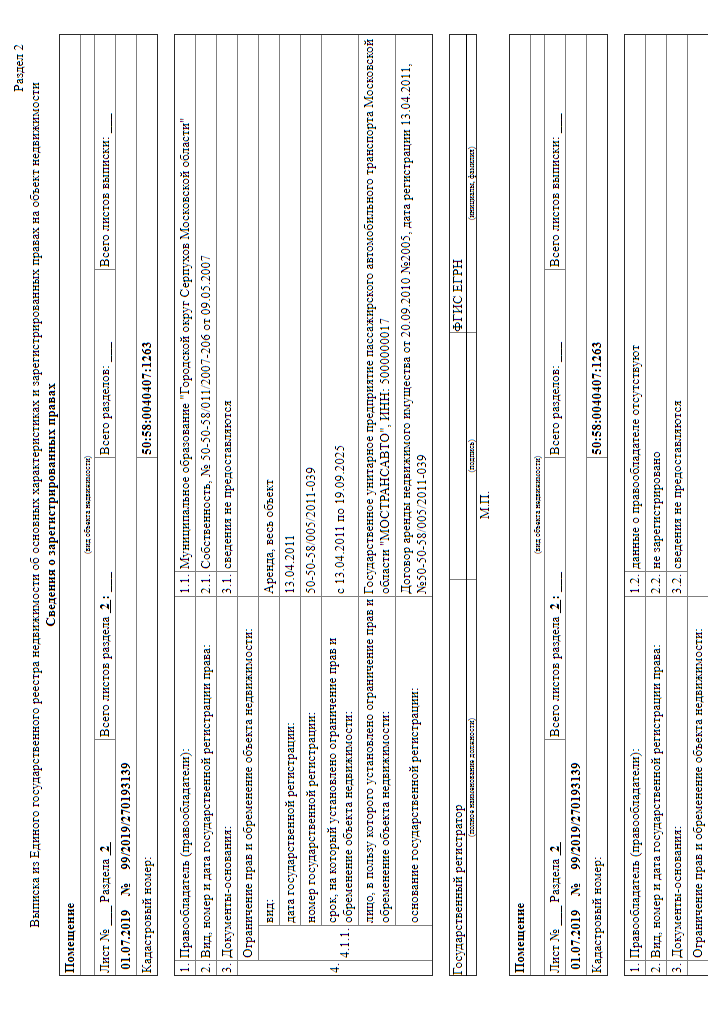 Раздел 2
Выписка из Единого государственного реестра недвижимости об основных характеристиках и зарегистрированных правах на объект недвижимости
Сведения о зарегистрированных правах
Помещение
(вид объекта недвижимости)
Лист № ___ Раздела 2 Всего листов раздела 2 : ___ Всего разделов: ___ Всего листов выписки: ___
01.07.2019 № 99/2019/270193139
Кадастровый номер: 50:58:0040407:1263
1. Правообладатель (правообладатели): 1.1. Муниципальное образование "Городской округ Серпухов Московской области"
2. Вид, номер и дата государственной регистрации права: 2.1. Собственность, № 50-50-58/011/2007-206 от 09.05.2007
3. Документы-основания: 3.1. сведения не предоставляются
Ограничение прав и обременение объекта недвижимости:
4. 4.1.1.
вид: Аренда, весь объект
дата государственной регистрации: 13.04.2011
номер государственной регистрации: 50-50-58/005/2011-039
срок, на который установлено ограничение прав и
обременение объекта недвижимости: с 13.04.2011 по 19.09.2025
лицо, в пользу которого установлено ограничение прав и
обременение объекта недвижимости:
Государственное унитарное предприятие пассажирского автомобильного транспорта Московской
области "МОСТРАНСАВТО", ИНН: 5000000017
основание государственной регистрации:
Договор аренды недвижимого имущества от 20.09.2010 №2005, дата регистрации 13.04.2011,
№50-50-58/005/2011-039
Государственный регистратор ФГИС ЕГРН
(полное наименование должности) (подпись) (инициалы, фамилия)
М.П.
Помещение
(вид объекта недвижимости)
Лист № ___ Раздела 2 Всего листов раздела 2 : ___ Всего разделов: ___ Всего листов выписки: ___
01.07.2019 № 99/2019/270193139
Кадастровый номер: 50:58:0040407:1263
1. Правообладатель (правообладатели): 1.2. данные о правообладателе отсутствуют
2. Вид, номер и дата государственной регистрации права: 2.2. не зарегистрировано
3. Документы-основания: 3.2. сведения не предоставляются
Ограничение прав и обременение объекта недвижимости: